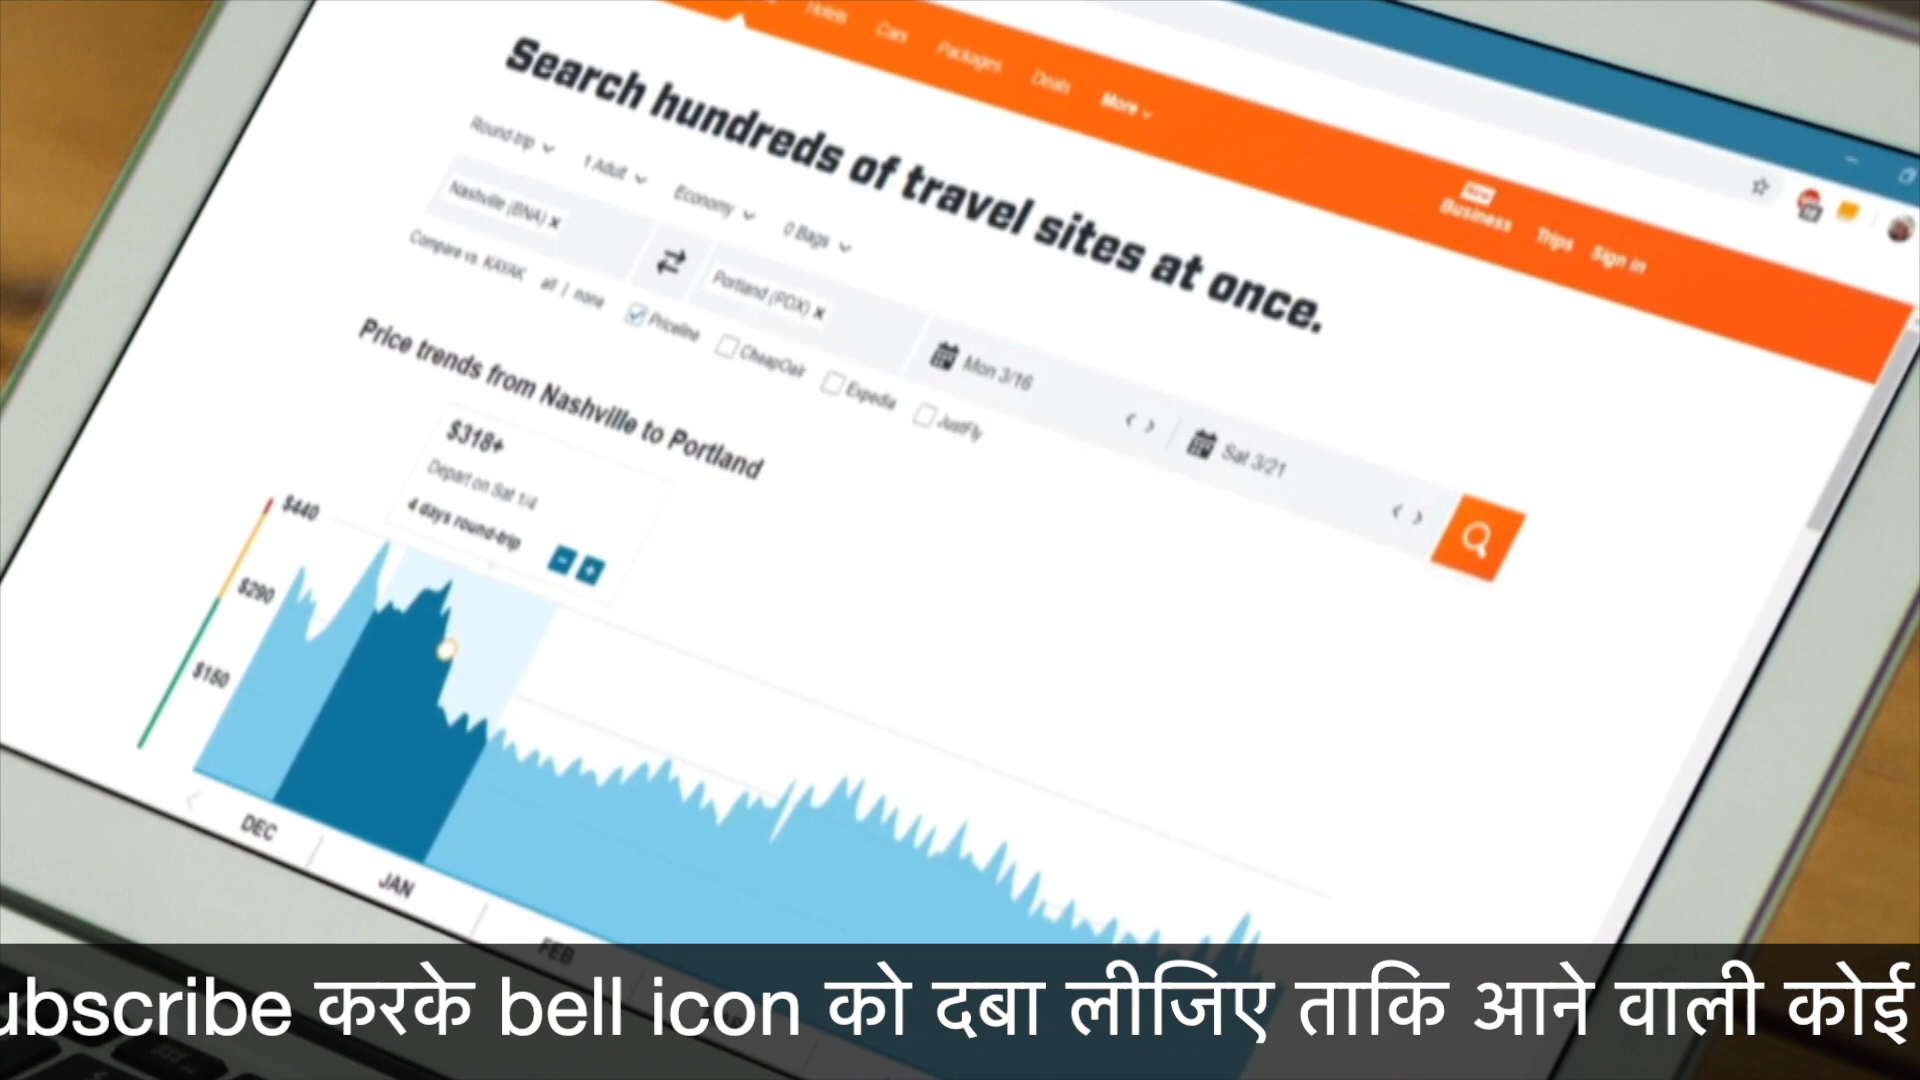 Hotels Cars Packages Deals More
New
Business Trips Sign in
Search hundreds of travel sites at once.
Round-trip 1 Adult Economy 0 Bags
Nashville (BNA) × Portland (PDX) × Mon 3/16 Sat 3/21
Compare vs. KAYAK all | none Priceline CheapOair Expedia JustFly
Price trends from Nashville to Portland
$318+
Depart on Sat 1/4
4 days round-trip
$440
$290
$150
DEC JAN FEB
ubscribe करके bell icon को दबा लीजिए ताकि आने वाली कोई